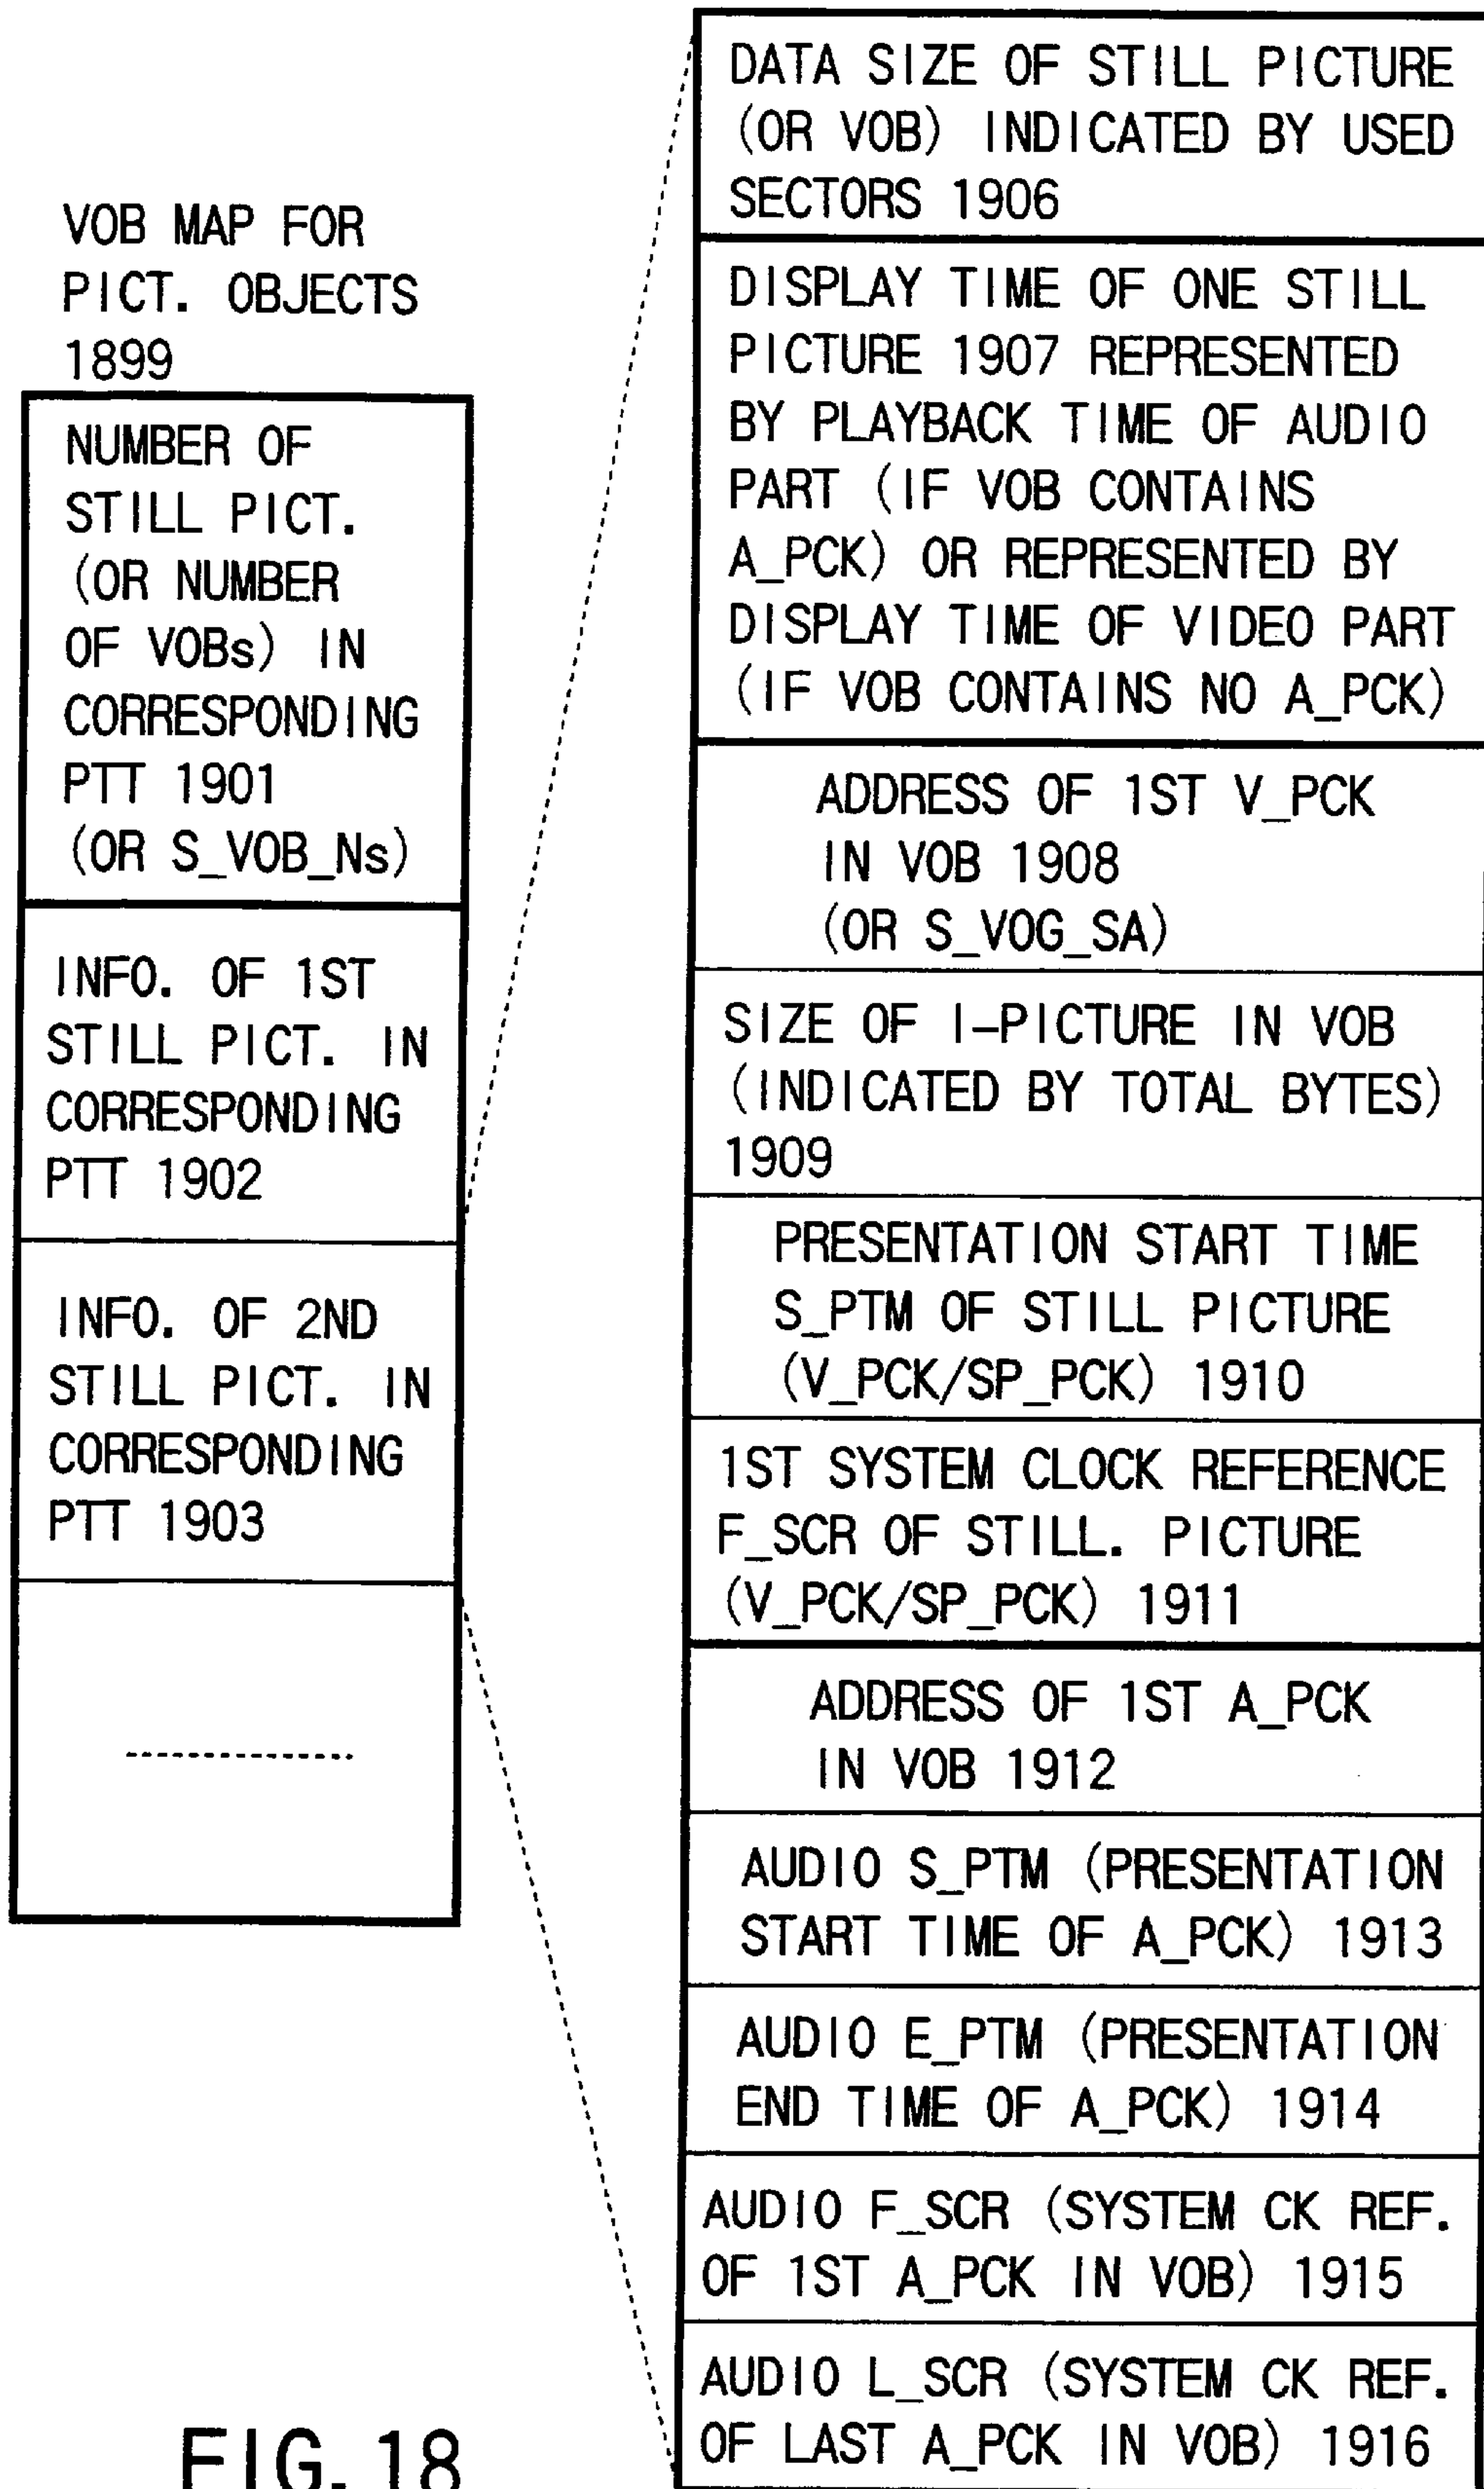 VOB MAP FOR
PICT. OBJECTS
1899
NUMBER OF
STILL PICT.
(OR NUMBER
OF VOBs) IN
CORRESPONDING
PTT 1901
(OR S_VOB_Ns)
INFO. OF 1ST
STILL PICT. IN
CORRESPONDING
PTT 1902
INFO. OF 2ND
STILL PICT. IN
CORRESPONDING
PTT 1903
DATA SIZE OF STILL PICTURE
(OR VOB) INDICATED BY USED
SECTORS 1906
DISPLAY TIME OF ONE STILL
PICTURE 1907 REPRESENTED
BY PLAYBACK TIME OF AUDIO
PART (IF VOB CONTAINS
A_PCK) OR REPRESENTED BY
DISPLAY TIME OF VIDEO PART
(IF VOB CONTAINS NO A_PCK)
ADDRESS OF 1ST V_PCK
IN VOB 1908
(OR S_VOG_SA)
SIZE OF I-PICTURE IN VOB
(INDICATED BY TOTAL BYTES)
1909
PRESENTATION START TIME
S_PTM OF STILL PICTURE
(V_PCK/SP_PCK) 1910
1ST SYSTEM CLOCK REFERENCE
F_SCR OF STILL. PICTURE
(V_PCK/SP_PCK) 1911
ADDRESS OF 1ST A_PCK
IN VOB 1912
AUDIO S_PTM (PRESENTATION
START TIME OF A_PCK) 1913
AUDIO E_PTM (PRESENTATION
END TIME OF A_PCK) 1914
AUDIO F_SCR (SYSTEM CK REF.
OF 1ST A_PCK IN VOB) 1915
AUDIO L_SCR (SYSTEM CK REF.
OF LAST A_PCK IN VOB) 1916
FIG. 18